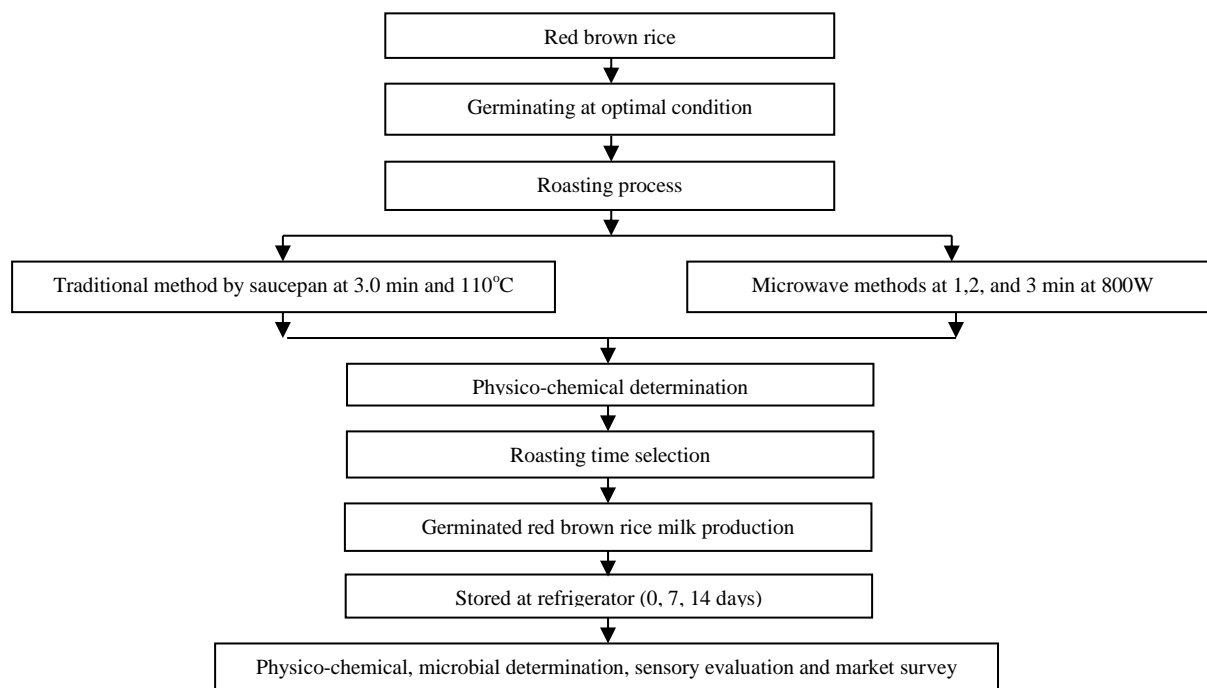 Red brown rice
Germinating at optimal condition
Roasting process
Traditional method by saucepan at 3.0 min and 110°C
Microwave methods at 1,2, and 3 min at 800W
Physico-chemical determination
Roasting time selection
Germinated red brown rice milk production
Stored at refrigerator (0, 7, 14 days)
Physico-chemical, microbial determination, sensory evaluation and market survey